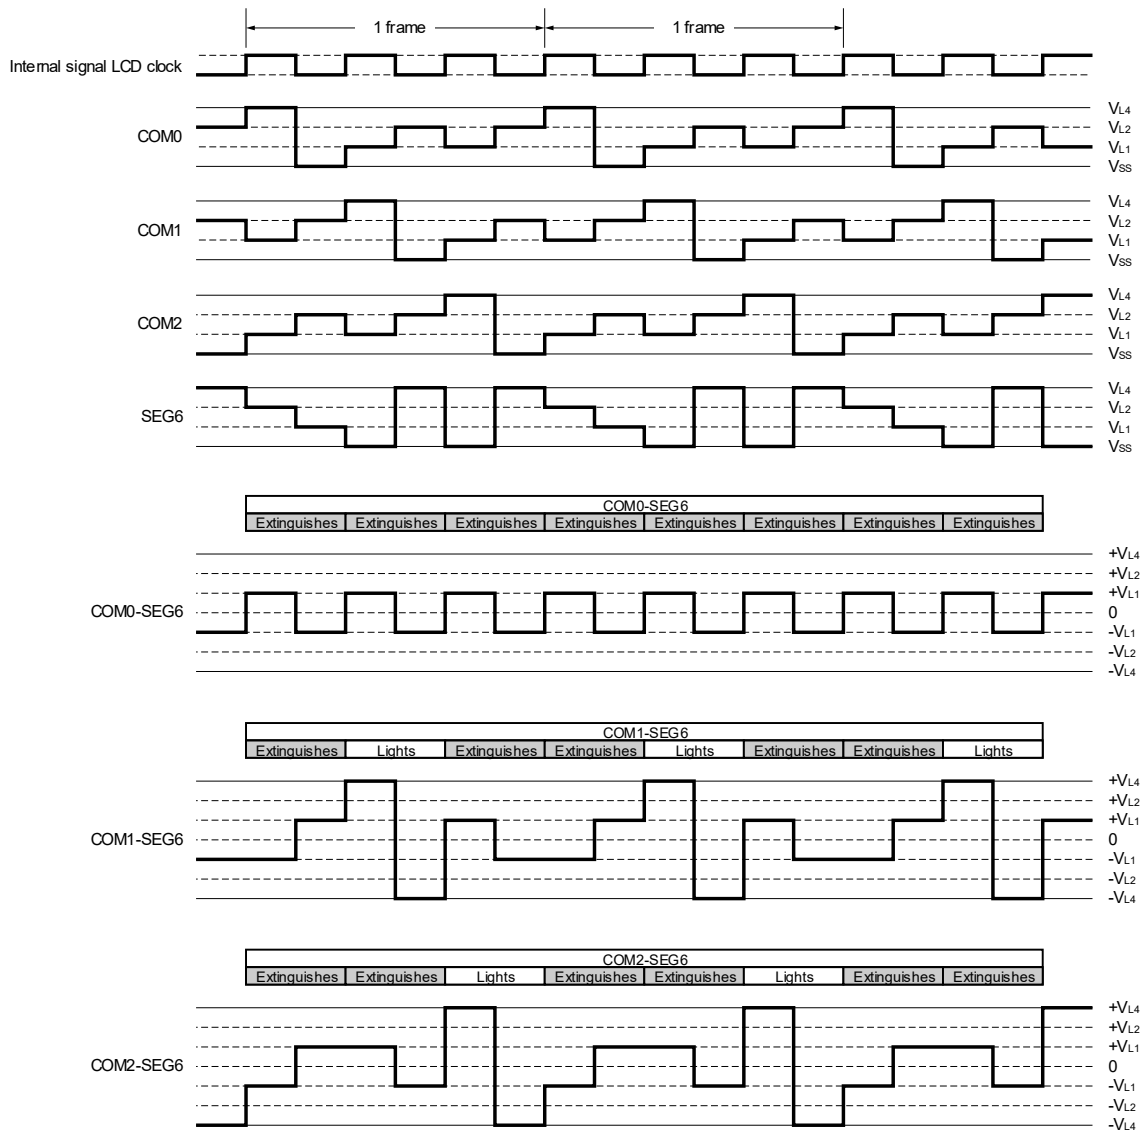 1 frame 1 frame
Internal signal LCD clock
VL4
COM0 VL2
VL1
VSS
VL4
COM1 VL2
VL1
VSS
VL4
COM2 VL2
VL1
VSS
VL4
SEG6 VL2
VL1
VSS
COM0-SEG6
Extinguishes Extinguishes Extinguishes Extinguishes Extinguishes Extinguishes Extinguishes Extinguishes
+VL4
+VL2
+VL1
COM0-SEG6 0
-VL1
-VL2
-VL4
COM1-SEG6
Extinguishes Lights Extinguishes Extinguishes Lights Extinguishes Extinguishes Lights
+VL4
+VL2
+VL1
COM1-SEG6 0
-VL1
-VL2
-VL4
COM2-SEG6
Extinguishes Extinguishes Lights Extinguishes Extinguishes Lights Extinguishes Extinguishes
+VL4
+VL2
+VL1
COM2-SEG6 0
-VL1
-VL2
-VL4